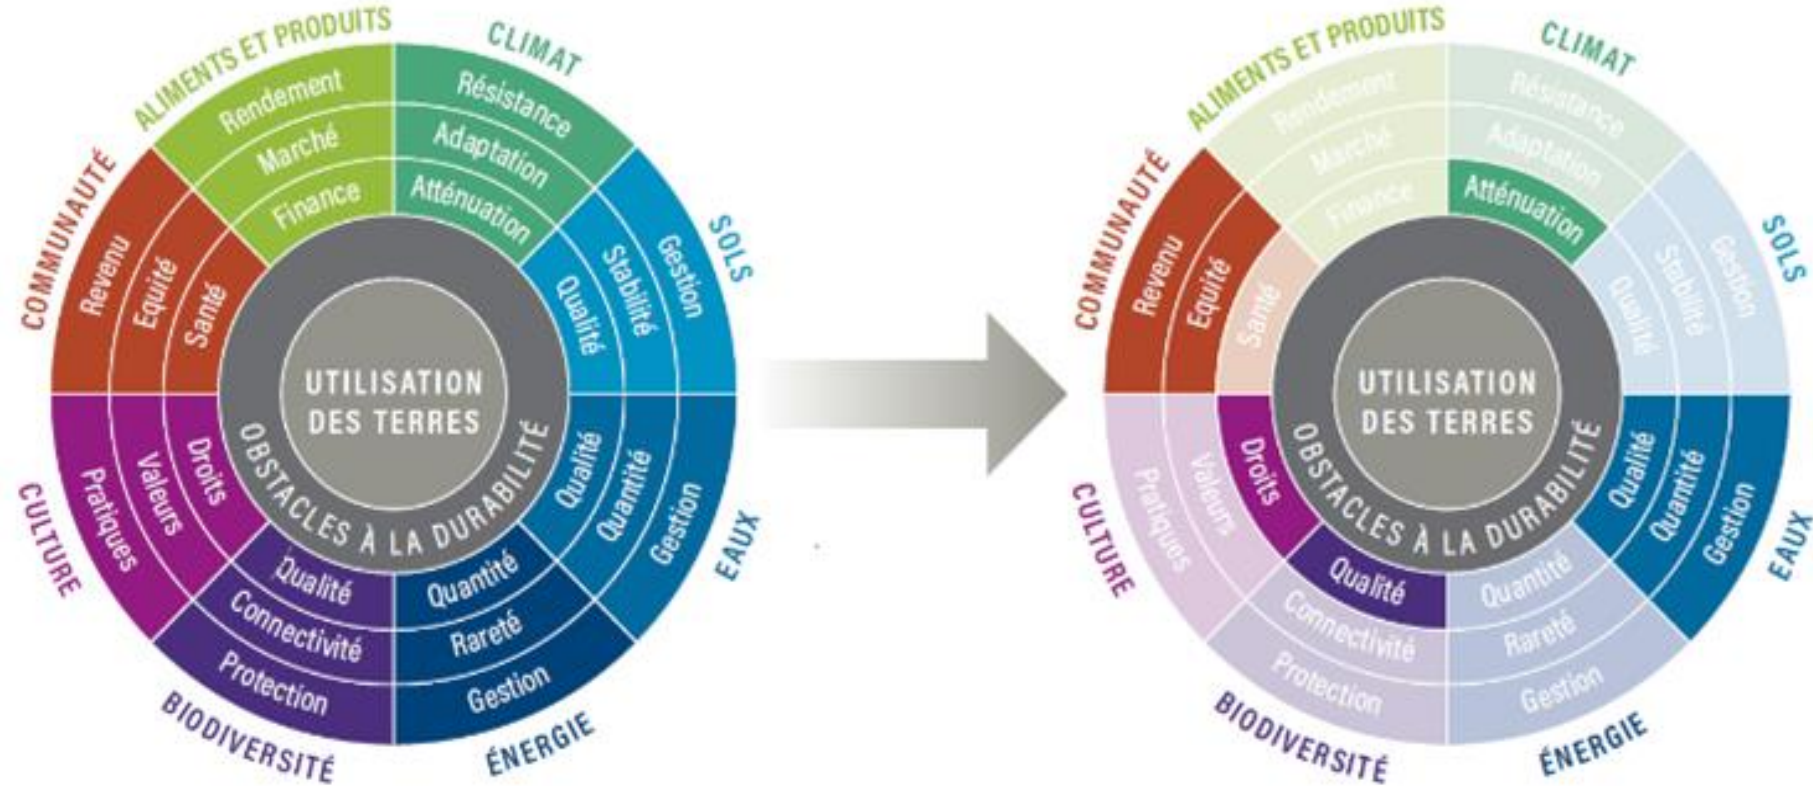 ALIMENTS ET PRODUITS
Rendement
Marché
Finance
CLIMAT
Résistance
Adaptation
Atténuation
SOLS
Gestion
Stabilité
Qualité
EAUX
Qualité
Quantité
Gestion
ÉNERGIE
Quantité
Rareté
Gestion
BIODIVERSITÉ
Qualité
Connectivité
Protection
CULTURE
Pratiques
Valeurs
Droits
COMMUNAUTÉ
Revenu
Equité
Santé
UTILISATION
DES TERRES
OBSTACLES À LA DURABILITÉ
ALIMENTS ET PRODUITS
Rendement
Marché
Finance
CLIMAT
Résistance
Adaptation
Atténuation
SOLS
Gestion
Stabilité
Qualité
EAUX
Qualité
Quantité
Gestion
ÉNERGIE
Quantité
Rareté
Gestion
BIODIVERSITÉ
Qualité
Connectivité
Protection
CULTURE
Pratiques
Valeurs
Droits
COMMUNAUTÉ
Revenu
Equité
Santé
UTILISATION
DES TERRES
OBSTACLES À LA DURABILITÉ